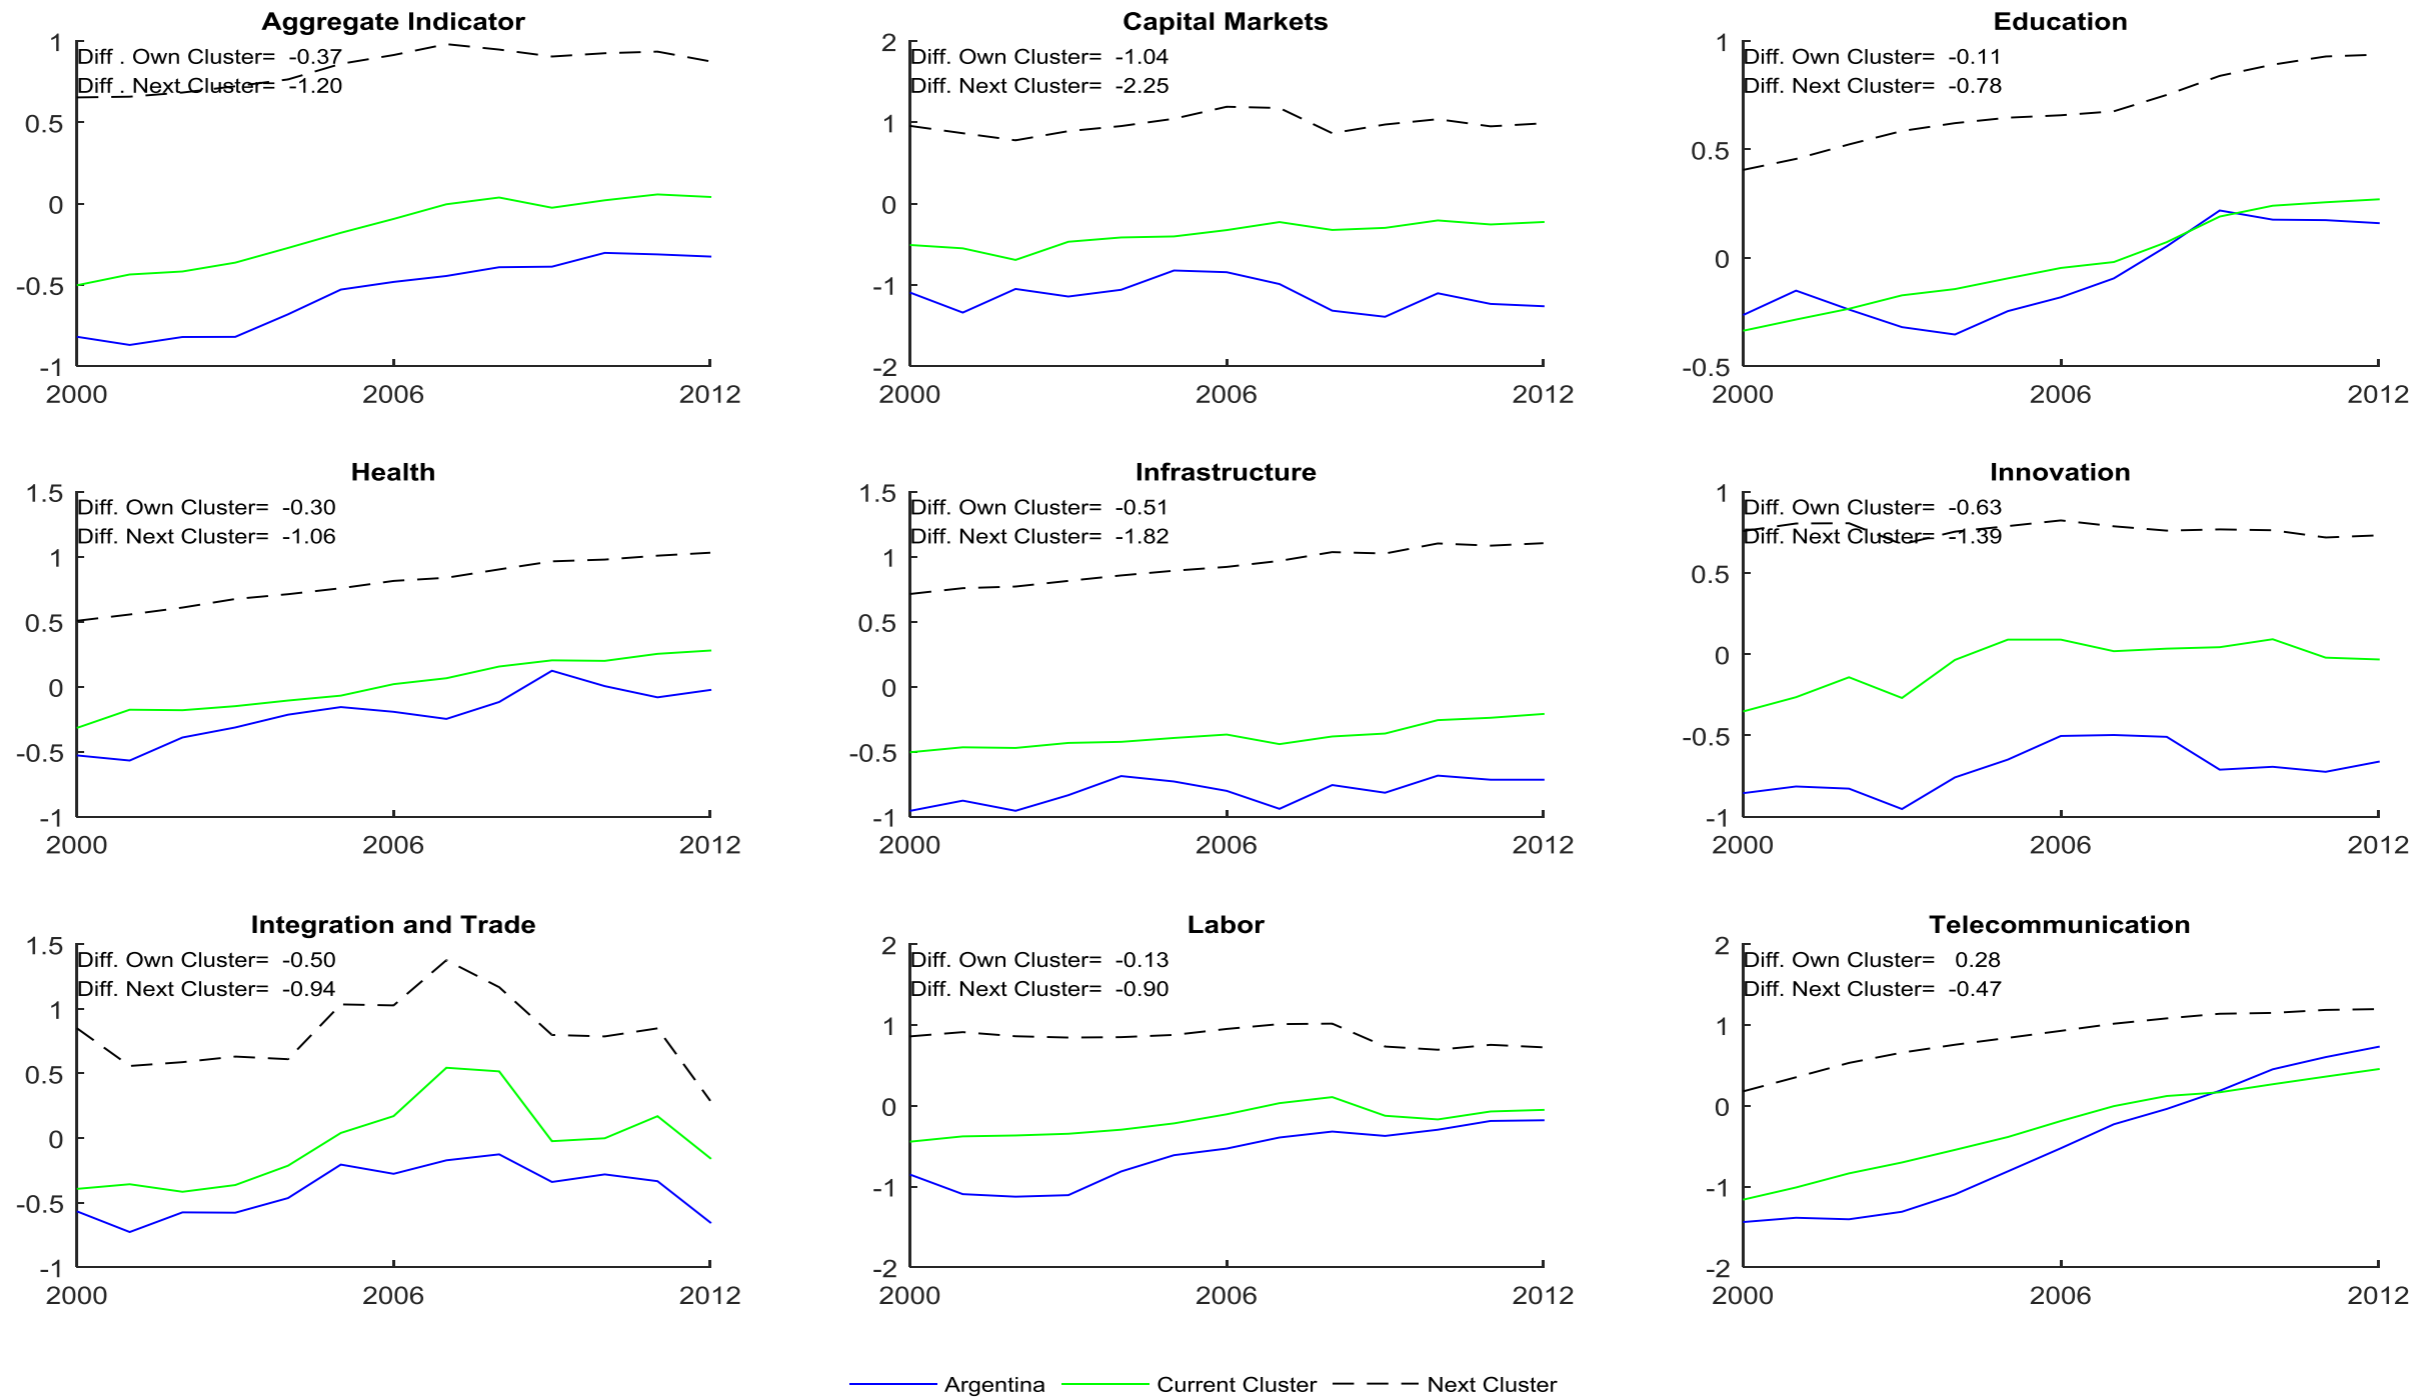 Aggregate Indicator
Diff . Own Cluster= -0.37
Diff . Next Cluster= -1.20
1
0.5
0
-0.5
-1
2000 2006 2012
Capital Markets
Diff. Own Cluster= -1.04
Diff. Next Cluster= -2.25
2
1
0
-1
-2
2000 2006 2012
Education
Diff. Own Cluster= -0.11
Diff. Next Cluster= -0.78
1
0.5
0
-0.5
2000 2006 2012
Health
Diff. Own Cluster= -0.30
Diff. Next Cluster= -1.06
1.5
1
0.5
0
-0.5
-1
2000 2006 2012
Infrastructure
Diff. Own Cluster= -0.51
Diff. Next Cluster= -1.82
1.5
1
0.5
0
-0.5
-1
2000 2006 2012
Innovation
Diff. Own Cluster= -0.63
Diff. Next Cluster= -1.39
1
0.5
0
-0.5
-1
2000 2006 2012
Integration and Trade
Diff. Own Cluster= -0.50
Diff. Next Cluster= -0.94
1.5
1
0.5
0
-0.5
-1
2000 2006 2012
Labor
Diff. Own Cluster= -0.13
Diff. Next Cluster= -0.90
2
1
0
-1
-2
2000 2006 2012
Telecommunication
Diff. Own Cluster= 0.28
Diff. Next Cluster= -0.47
2
1
0
-1
-2
2000 2006 2012
Argentina Current Cluster Next Cluster